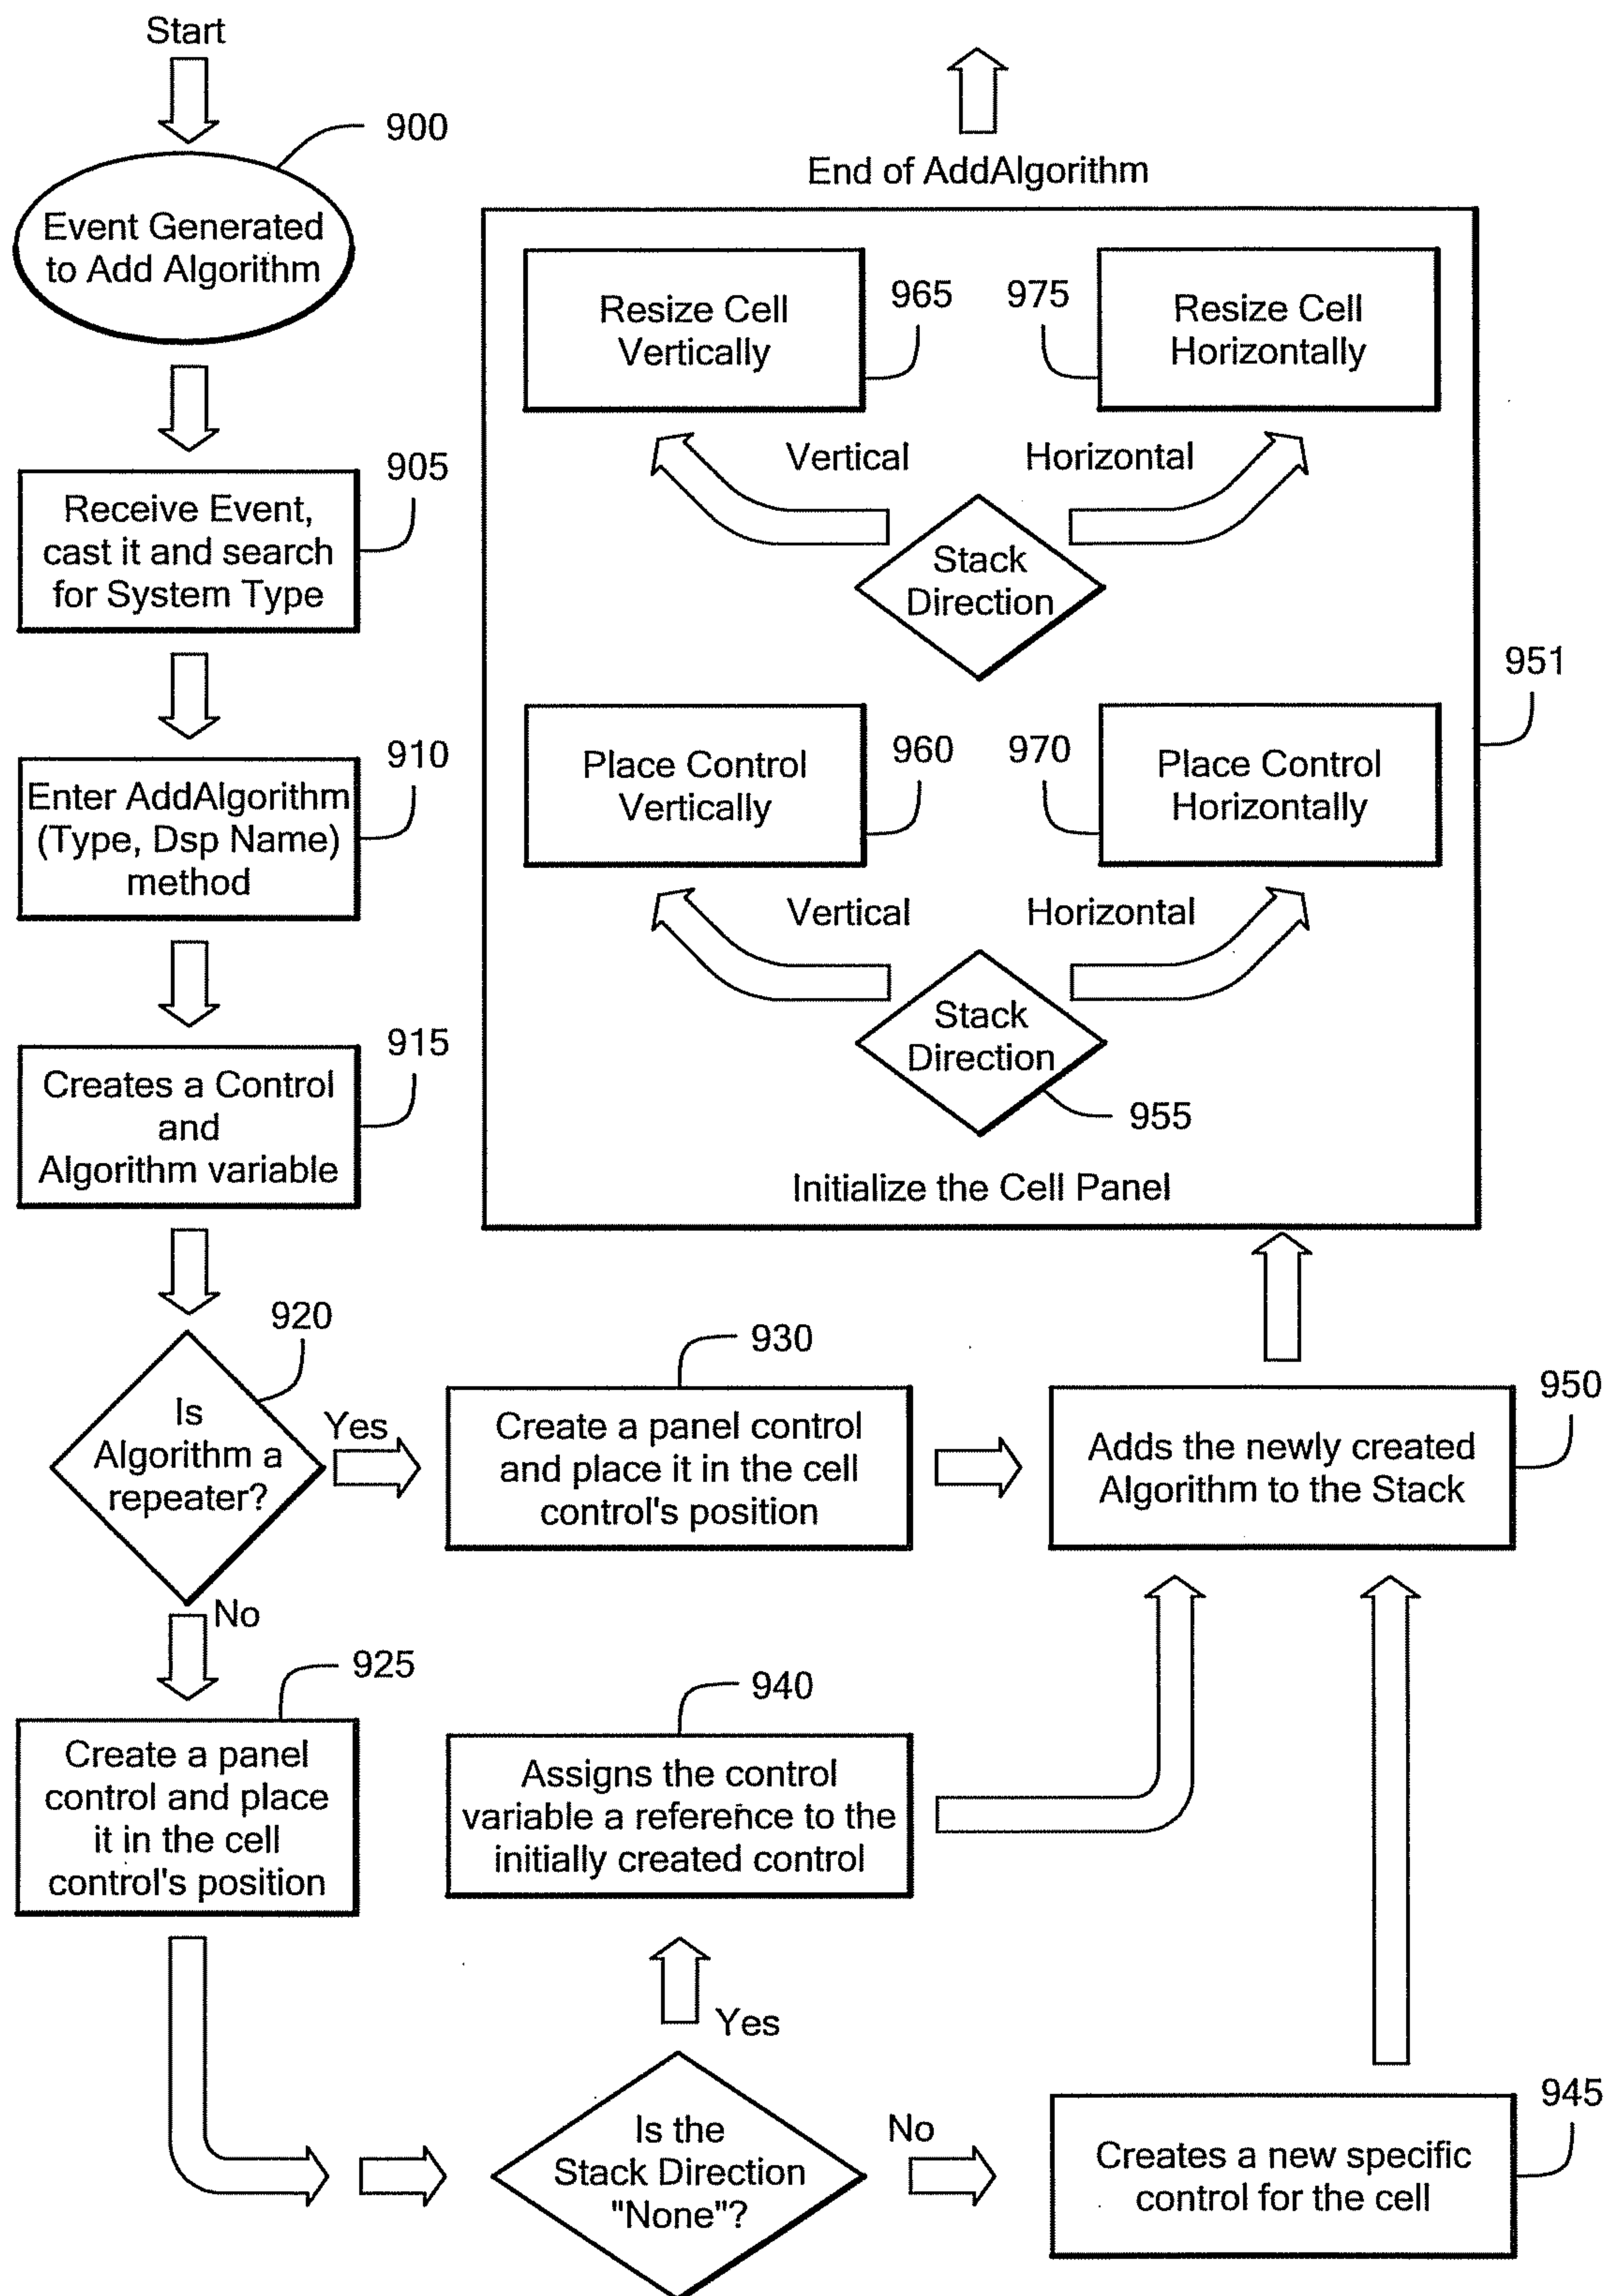 Start
900
Event Generated
to Add Algorithm
905
Receive Event,
cast it and search
for System Type
910
Enter AddAlgorithm
(Type, Dsp Name)
method
915
Creates a Control
and
Algorithm variable
920
Is
Algorithm a
repeater?
Yes
No
930
Create a panel control
and place it in the cell
control's position
925
Create a panel
control and place
it in the cell
control's position
940
Assigns the control
variable a reference to the
initially created control
Yes
Is the
Stack Direction
"None"?
No
945
Creates a new specific
control for the cell
950
Adds the newly created
Algorithm to the Stack
End of AddAlgorithm
951
Resize Cell
Vertically
965
975
Resize Cell
Horizontally
Vertical
Horizontal
Stack
Direction
Place Control
Vertically
960
970
Place Control
Horizontally
Vertical
Horizontal
Stack
Direction
955
Initialize the Cell Panel